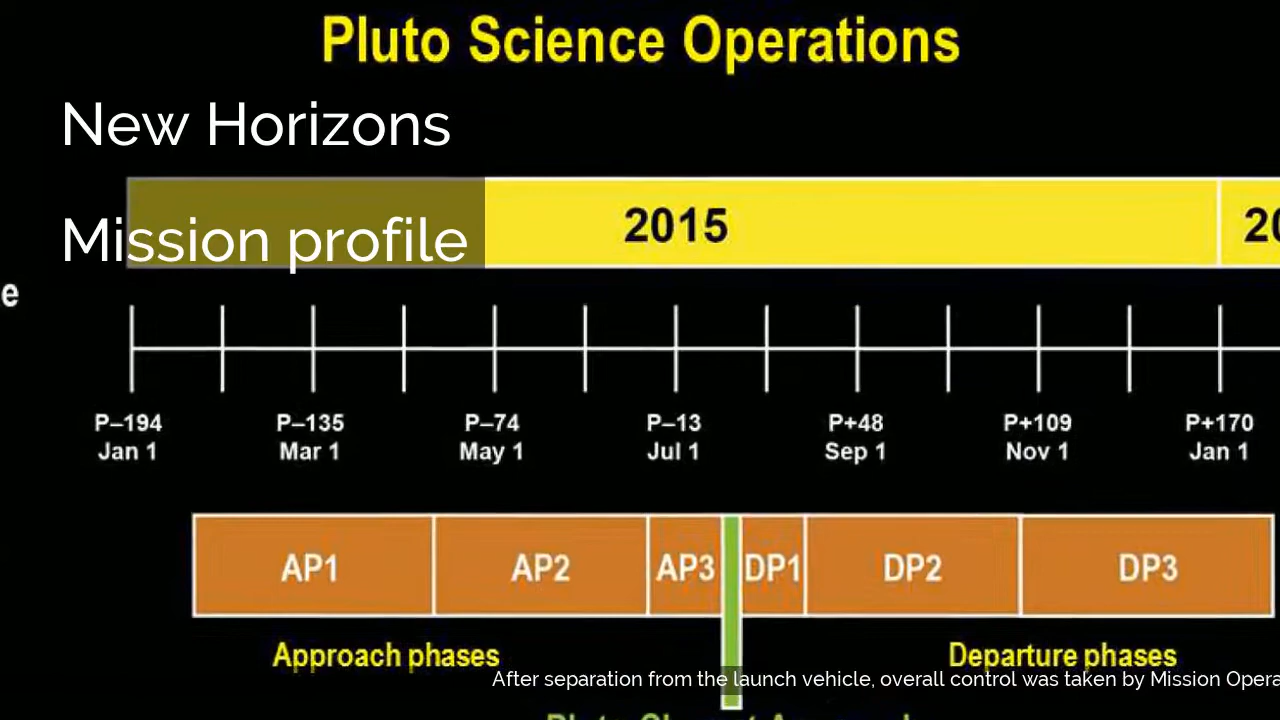 Pluto Science Operations
New Horizons
2015
20
Mission profile
e
P–194 P–135 P–74 P–13 P+48 P+109 P+170
Jan 1 Mar 1 May 1 Jul 1 Sep 1 Nov 1 Jan 1
AP1 AP2 AP3 DP1 DP2 DP3
Approach phases Departure phases
After separation from the launch vehicle, overall control was taken by Mission Opera